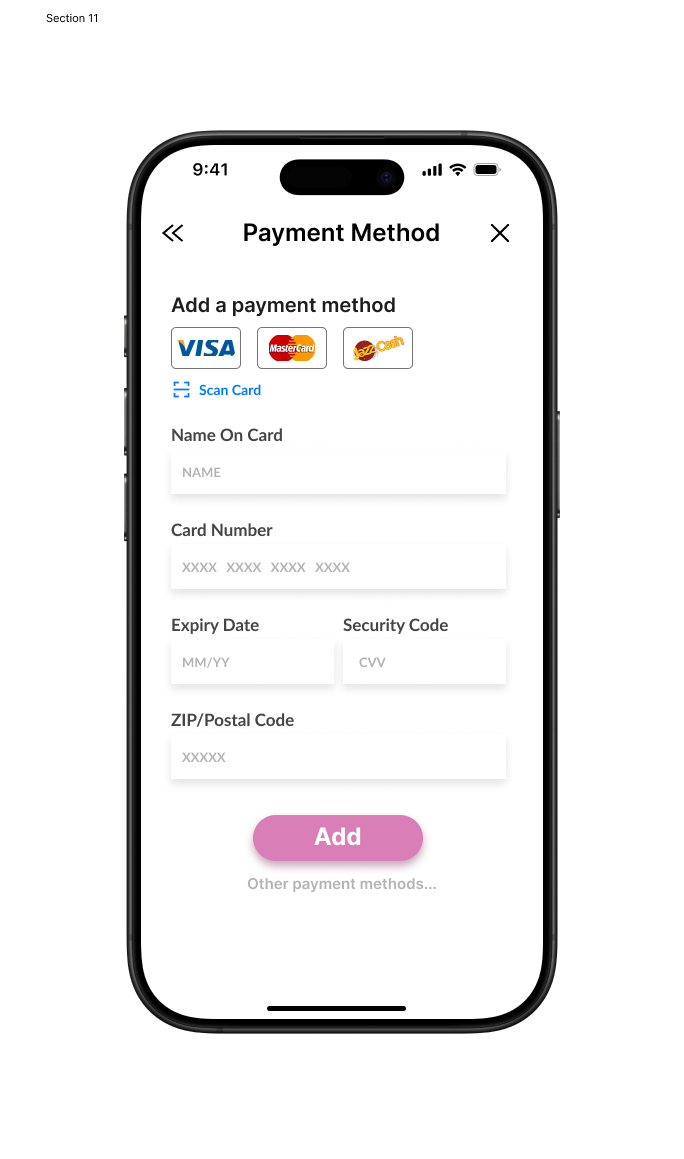 Section 11
9:41
Payment Method
Add a payment method
VISA MasterCard JazzCash
Scan Card
Name On Card
NAME
Card Number
XXXX XXXX XXXX XXXX
Expiry Date Security Code
MM/YY CVV
ZIP/Postal Code
XXXXX
Add
Other payment methods...